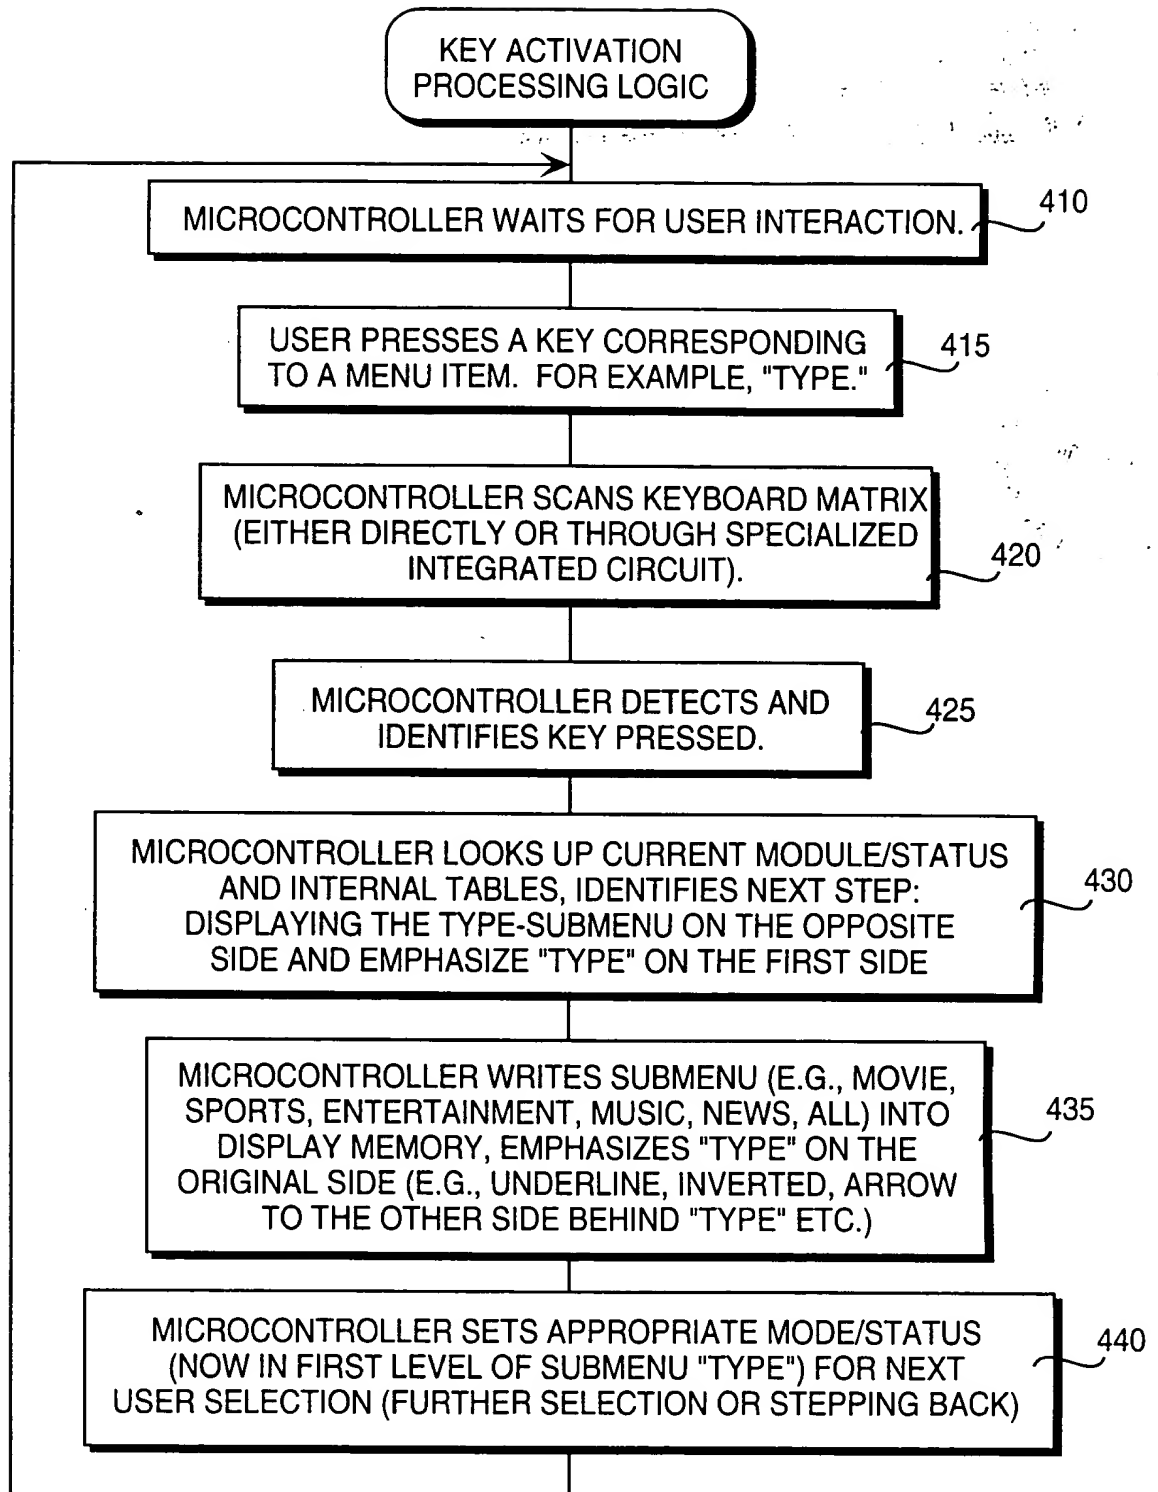 KEY ACTIVATION
PROCESSING LOGIC
MICROCONTROLLER WAITS FOR USER INTERACTION.
410
USER PRESSES A KEY CORRESPONDING
TO A MENU ITEM. FOR EXAMPLE, "TYPE."
415
MICROCONTROLLER SCANS KEYBOARD MATRIX
(EITHER DIRECTLY OR THROUGH SPECIALIZED
INTEGRATED CIRCUIT).
420
MICROCONTROLLER DETECTS AND
IDENTIFIES KEY PRESSED.
425
MICROCONTROLLER LOOKS UP CURRENT MODULE/STATUS
AND INTERNAL TABLES, IDENTIFIES NEXT STEP:
DISPLAYING THE TYPE-SUBMENU ON THE OPPOSITE
SIDE AND EMPHASIZE "TYPE" ON THE FIRST SIDE
430
MICROCONTROLLER WRITES SUBMENU (E.G., MOVIE,
SPORTS, ENTERTAINMENT, MUSIC, NEWS, ALL) INTO
DISPLAY MEMORY, EMPHASIZES "TYPE" ON THE
ORIGINAL SIDE (E.G., UNDERLINE, INVERTED, ARROW
TO THE OTHER SIDE BEHIND "TYPE" ETC.)
435
MICROCONTROLLER SETS APPROPRIATE MODE/STATUS
(NOW IN FIRST LEVEL OF SUBMENU "TYPE") FOR NEXT
USER SELECTION (FURTHER SELECTION OR STEPPING BACK)
440